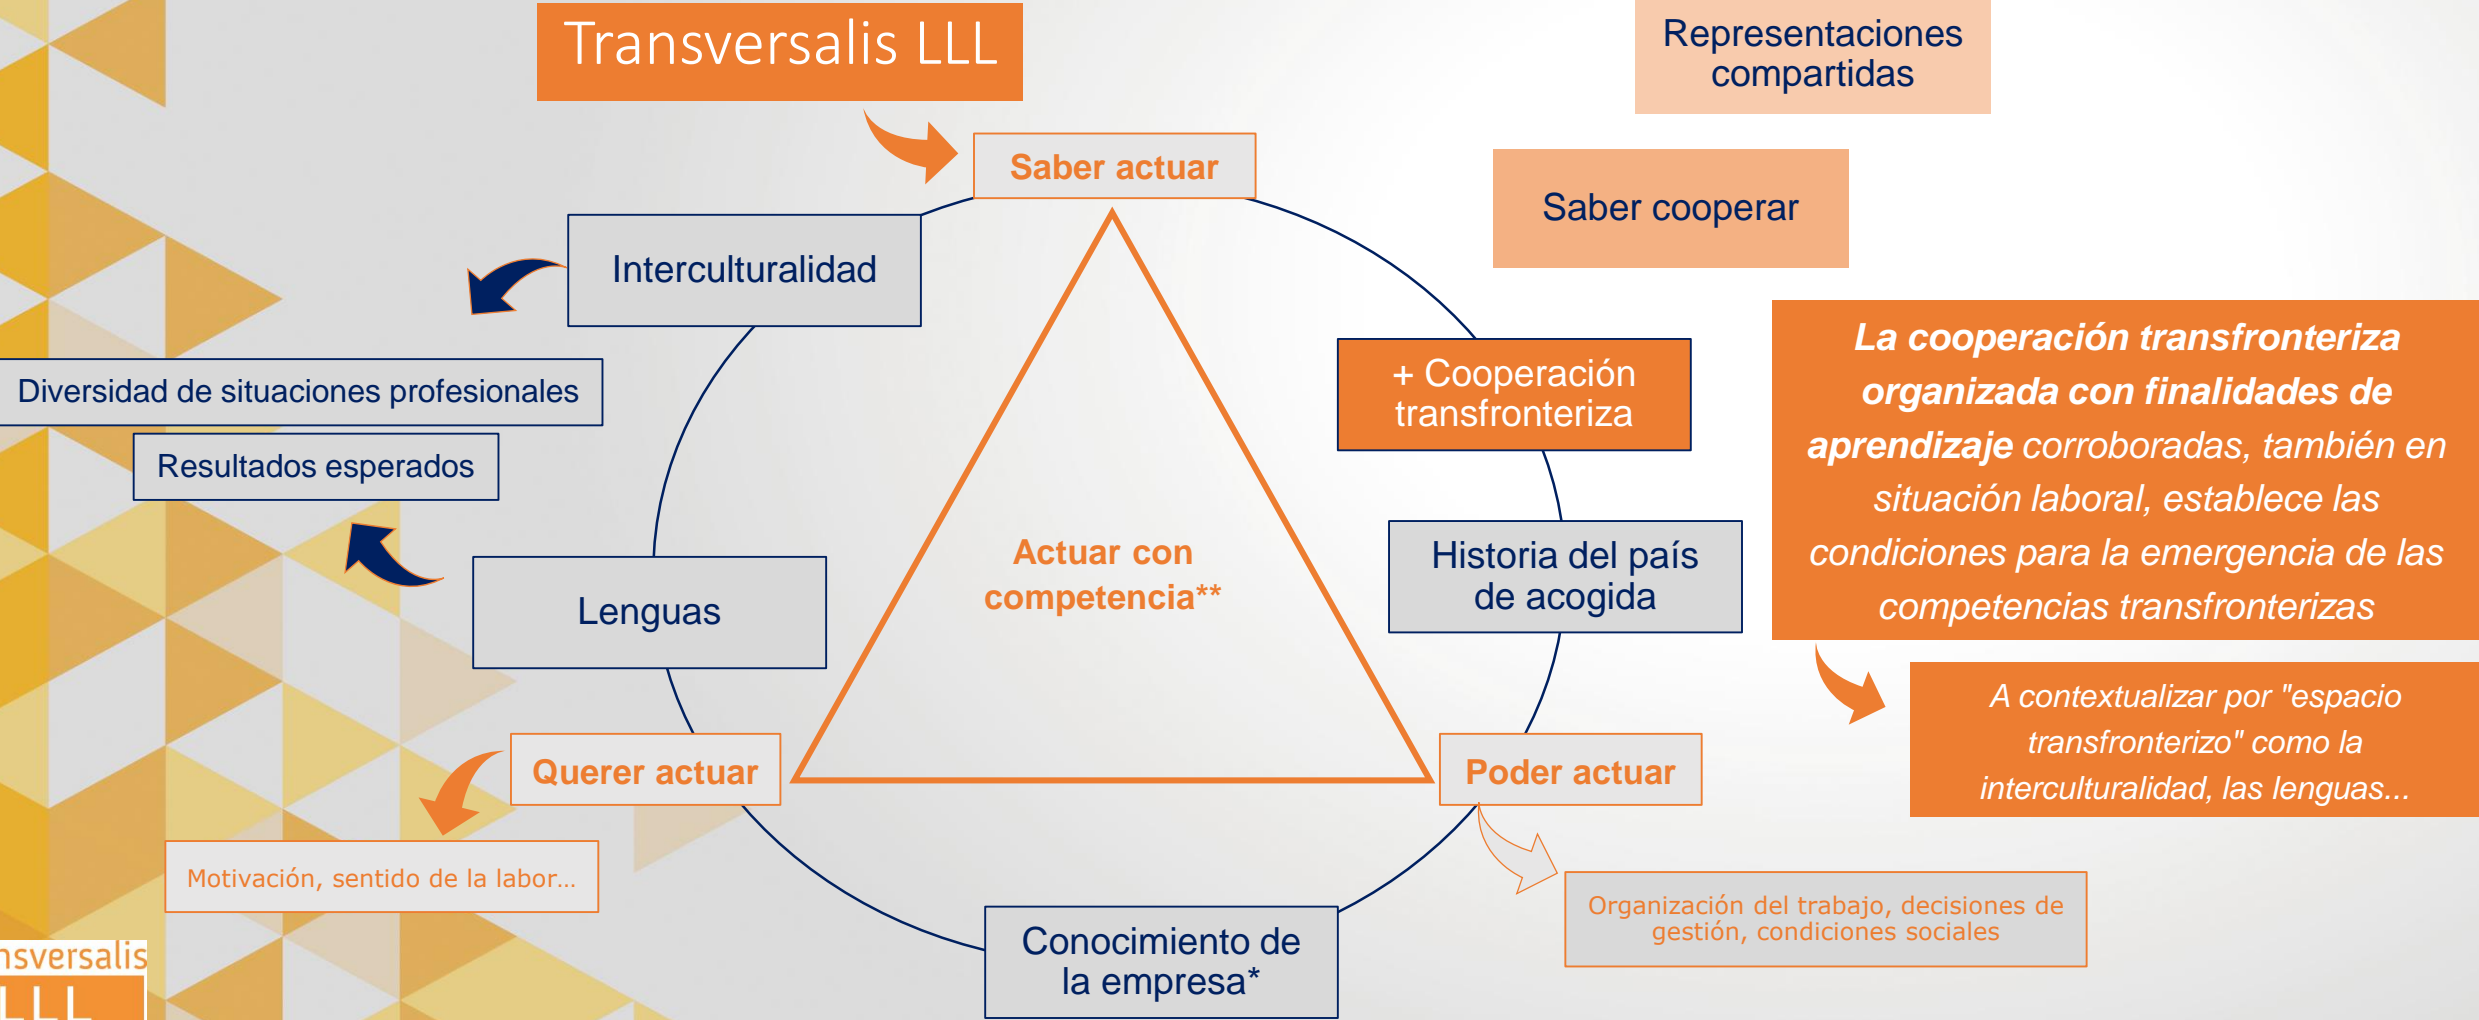 Transversalis LLL
Representaciones
compartidas
Saber actuar
Saber cooperar
Interculturalidad
+ Cooperación
transfronteriza
La cooperación transfronteriza
organizada con finalidades de
aprendizaje corroboradas, también en
situación laboral, establece las
condiciones para la emergencia de las
competencias transfronterizas
Diversidad de situaciones profesionales
Resultados esperados
Actuar con
competencia**
Historia del país
de acogida
Lenguas
A contextualizar por "espacio
transfronterizo" como la
interculturalidad, las lenguas...
Querer actuar
Poder actuar
Motivación, sentido de la labor...
Organización del trabajo, decisiones de
gestión, condiciones sociales
Conocimiento de
la empresa*
nsversalis
LLL